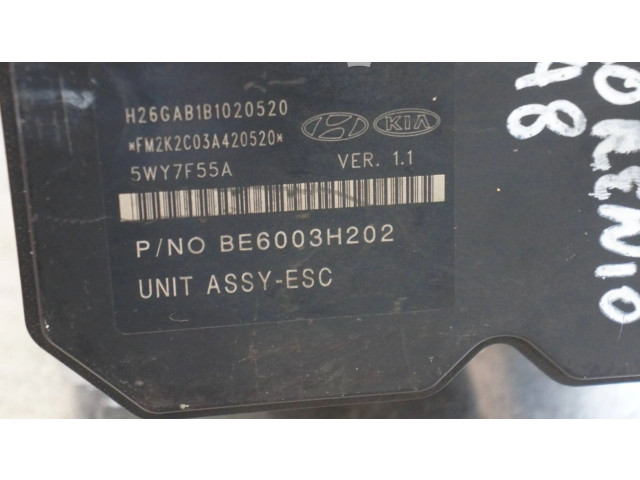 H26GAB1B1020520
*FM2K2C03A420520*
5WY7F55A VER. 1.1
KIA
P/NO BE6003H202
UNIT ASSY-ESC